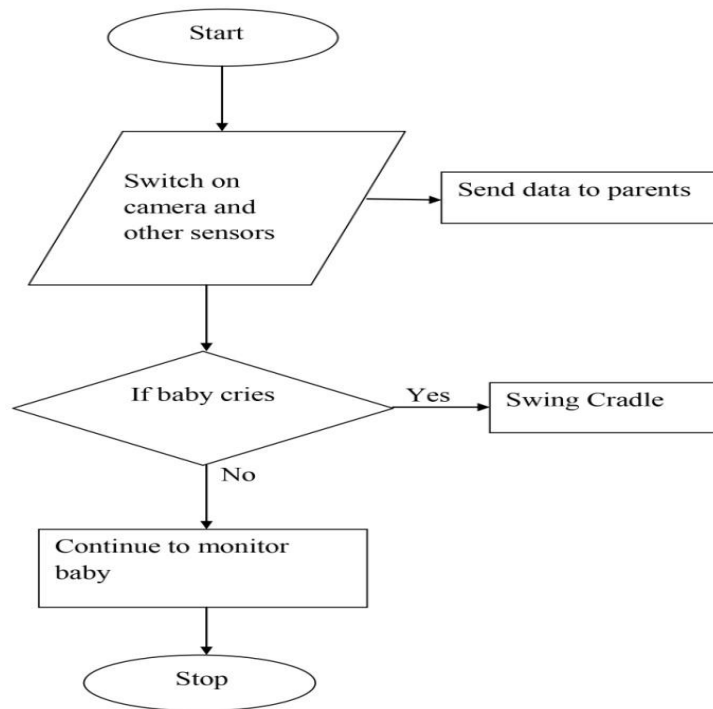 Start
Switch on
camera and
other sensors
Send data to parents
If baby cries
Yes
Swing Cradle
No
Continue to monitor
baby
Stop